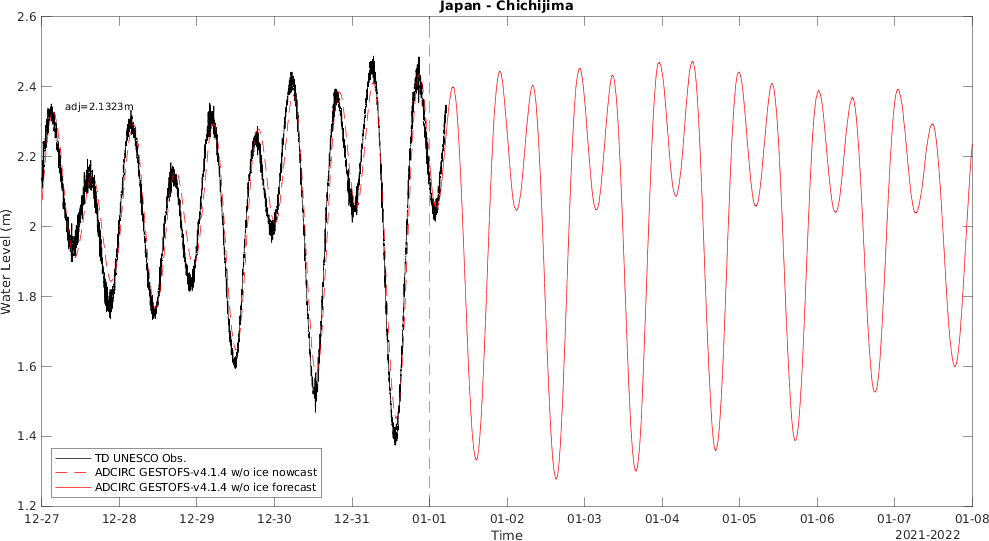 Japan - Chichijima
2.6
2.4
2.2
2
1.8
1.6
1.4
1.2
Water Level (m)
adj=2.1323m
TD UNESCO Obs.
ADCIRC GESTOFS-v4.1.4 w/o ice nowcast
ADCIRC GESTOFS-v4.1.4 w/o ice forecast
12-27 12-28 12-29 12-30 12-31 01-01 01-02 01-03 01-04 01-05 01-06 01-07 01-08
Time
2021-2022